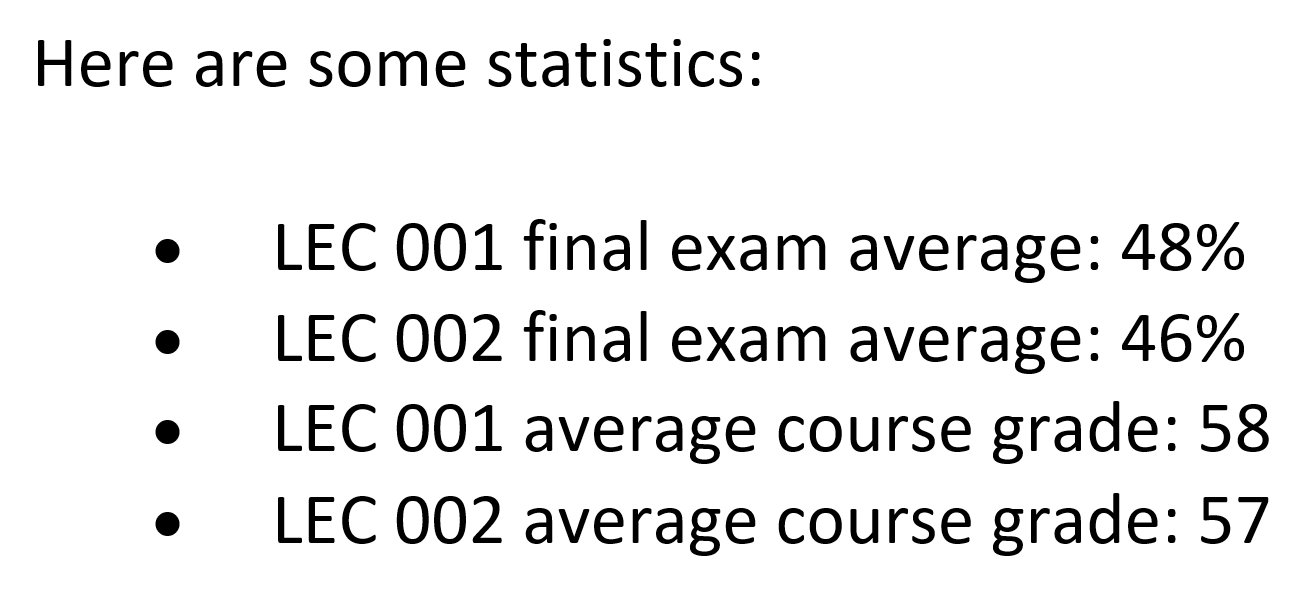 Here are some statistics:
• LEC 001 final exam average: 48%
• LEC 002 final exam average: 46%
• LEC 001 average course grade: 58
• LEC 002 average course grade: 57